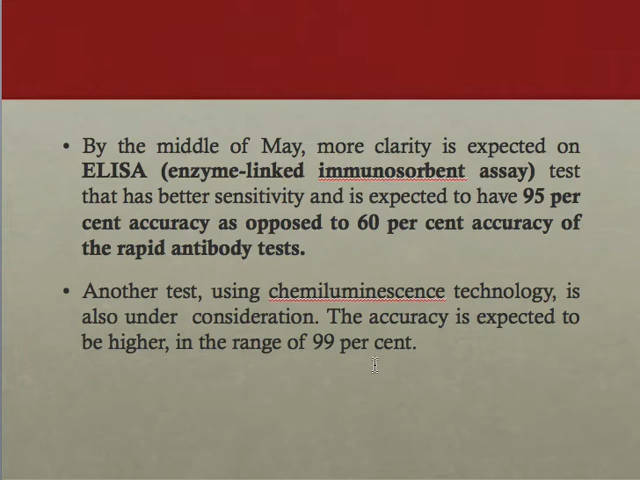 • By the middle of May, more clarity is expected on
ELISA (enzyme-linked immunosorbent assay) test
that has better sensitivity and is expected to have 95 per
cent accuracy as opposed to 60 per cent accuracy of
the rapid antibody tests.
• Another test, using chemiluminescence technology, is
also under consideration. The accuracy is expected to
be higher, in the range of 99 per cent.